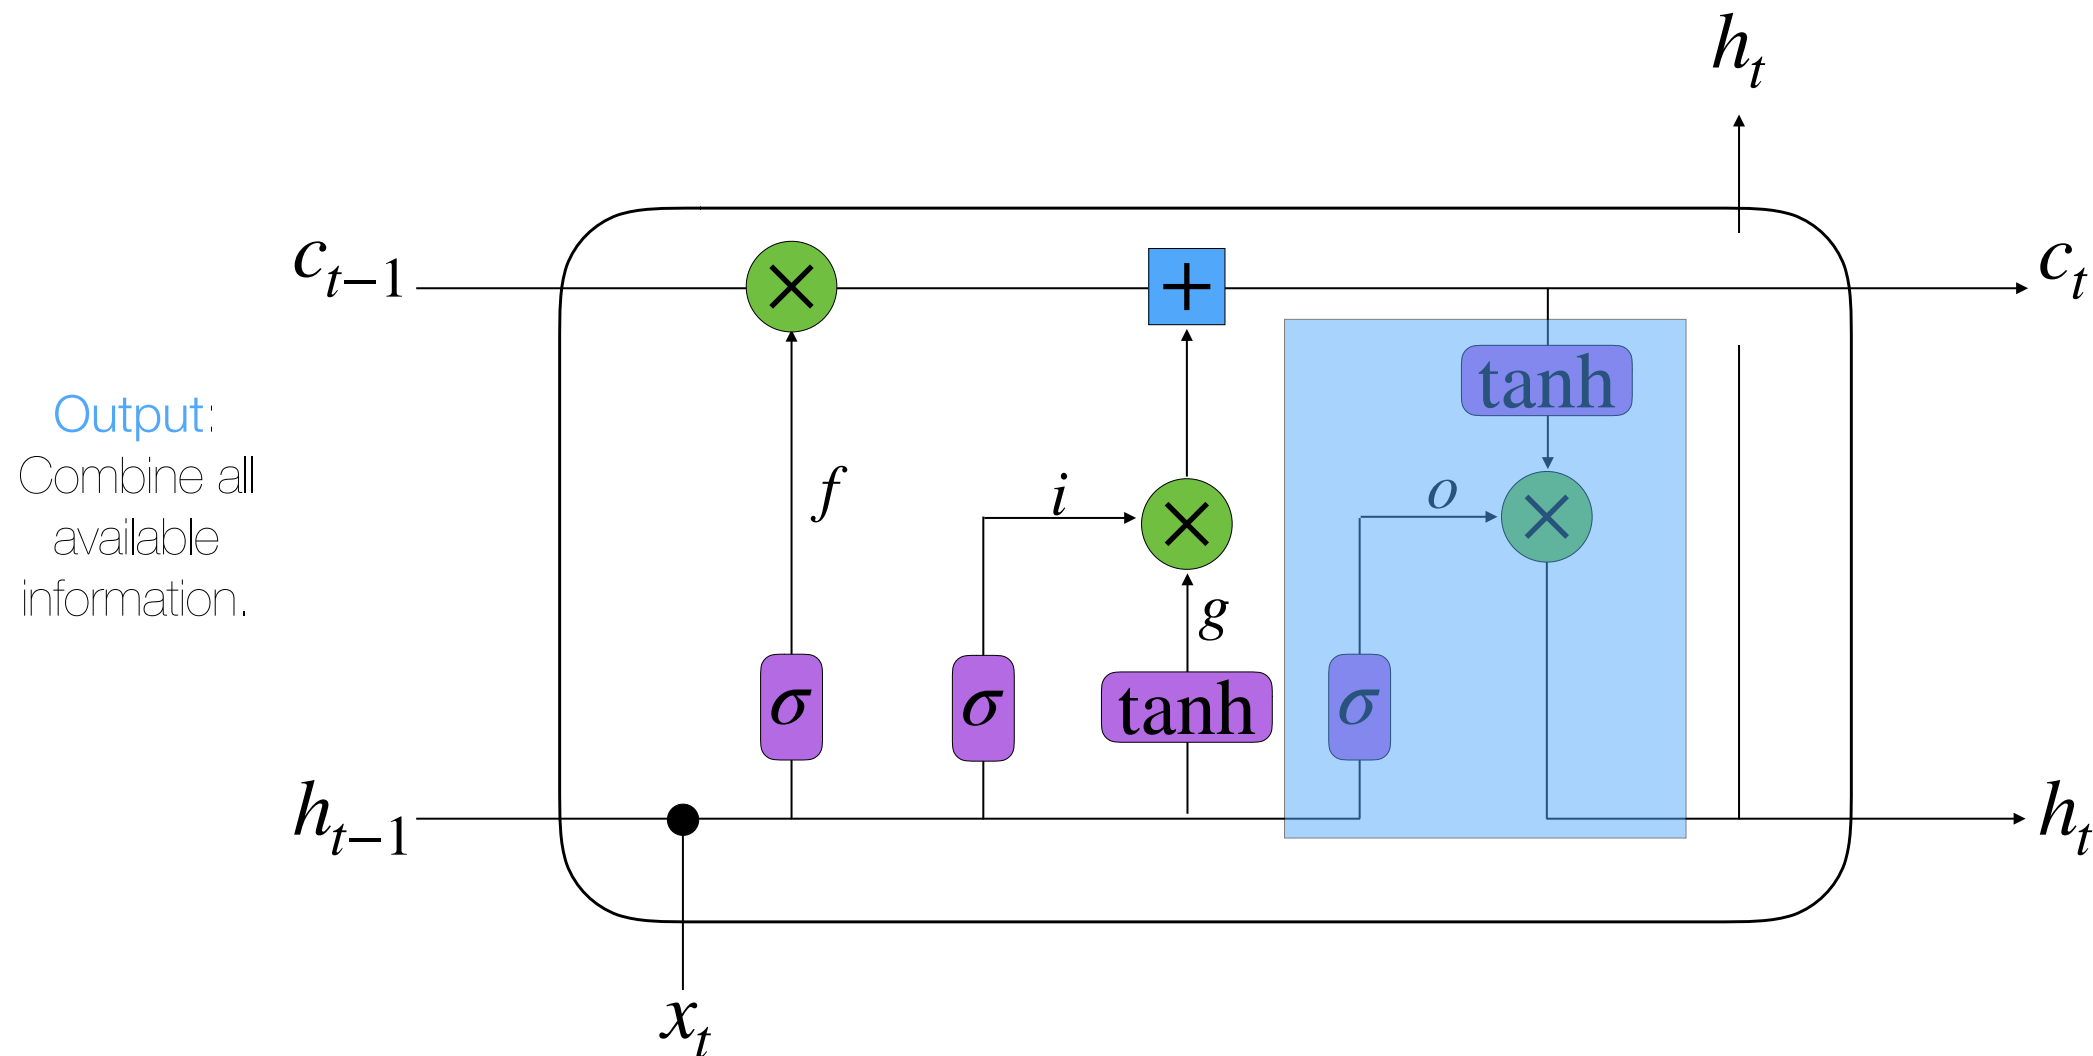 h_t
c_{t-1}
×
+
c_t
tanh
Output:
Combine all
available
information.
f
i
×
o
×
g
σ
σ
tanh
σ
h_{t-1}
h_t
x_t